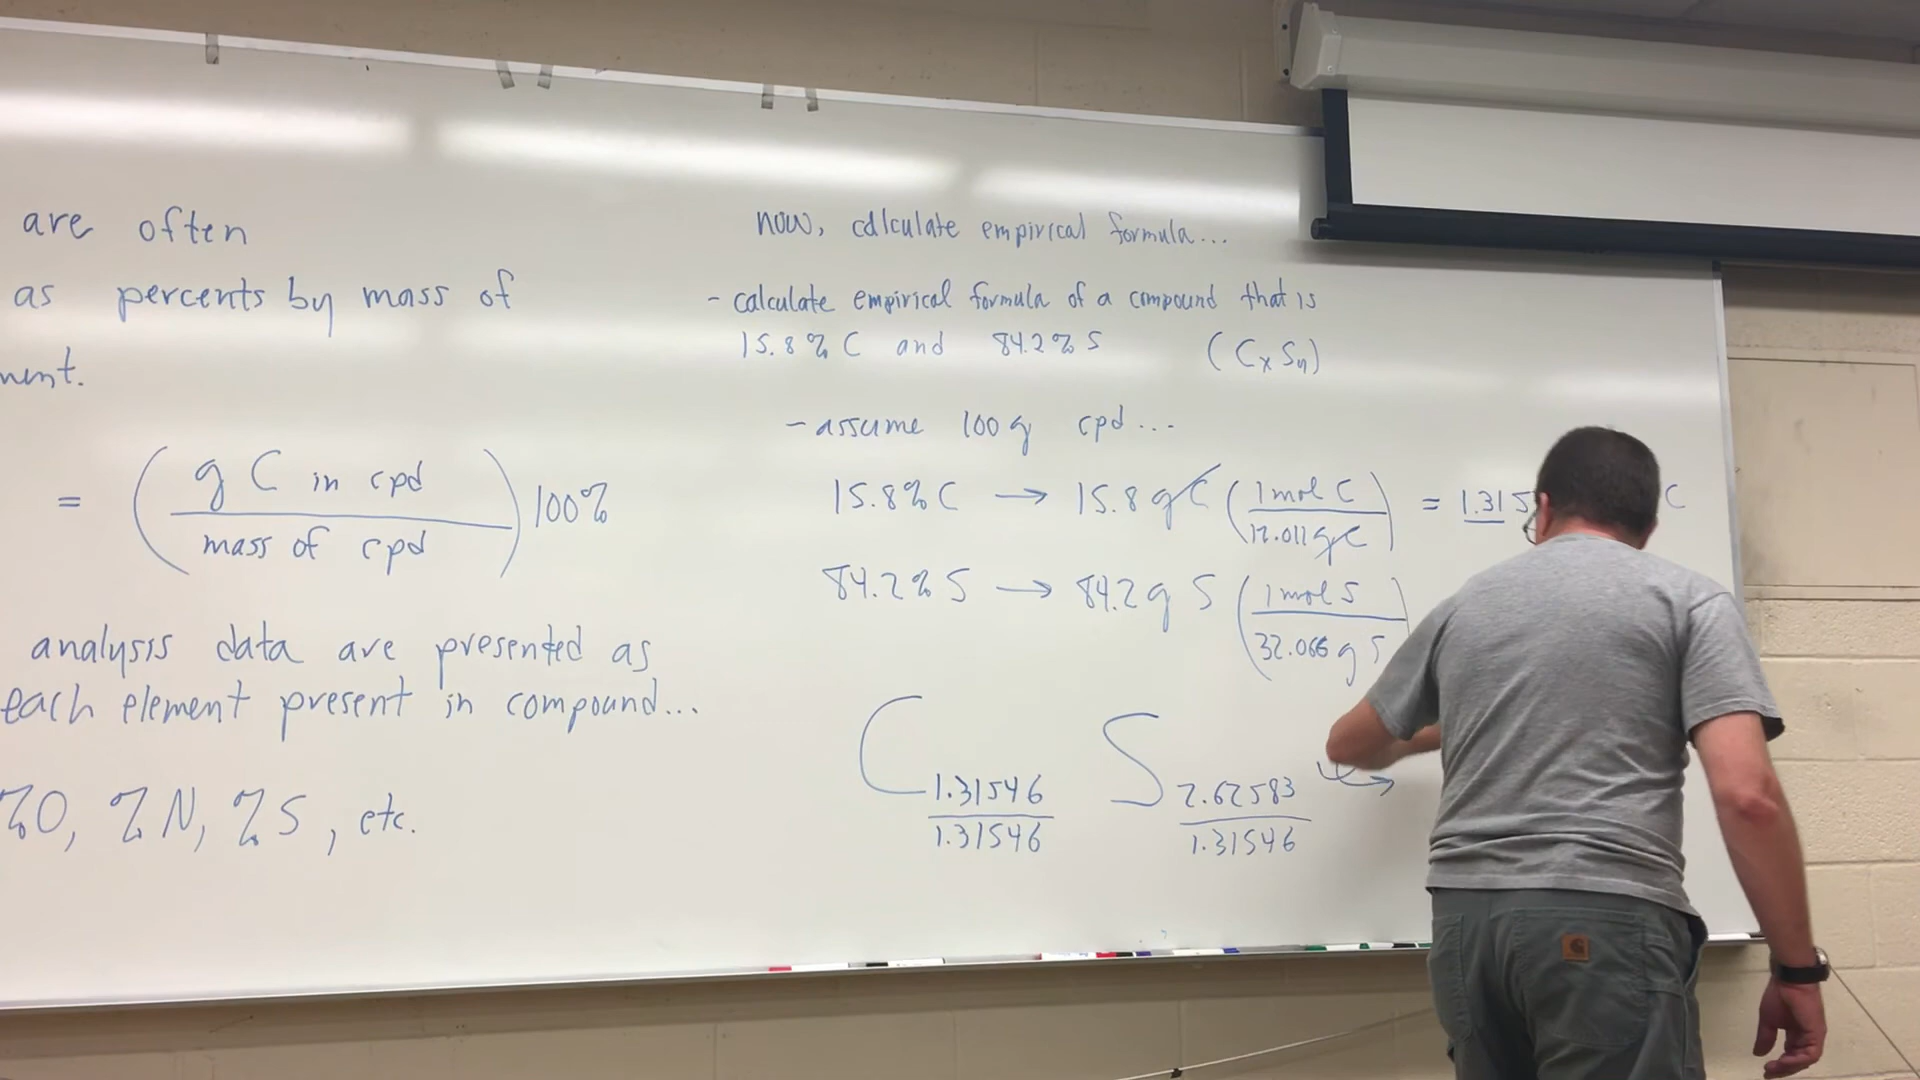 are often
as percents by mass of
= (g C in cpd / mass of cpd) 100%
analysis data are presented as
each element present in compound...
%O, %N, %S, etc.
now, calculate empirical formula...
- calculate empirical formula of a compound that is
15.8% C and 84.2% S (CxSy)
- assume 100 g cpd...
15.8% C → 15.8 g C (1 mol C / 12.011 g C) = 1.315 C
84.2% S → 84.2 g S (1 mol S / 32.066 g S
C 1.31546 / 1.31546 S 2.62583 / 1.31546 →